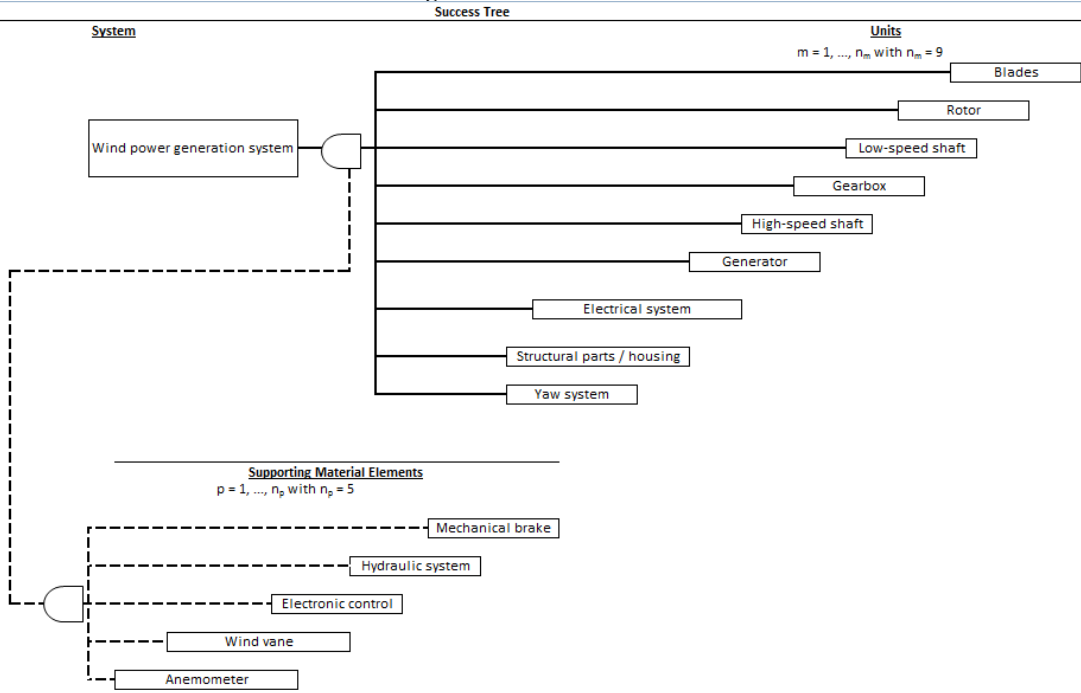 Success Tree
System
Units
m = 1, ..., nₘ with nₘ = 9
Blades
Rotor
Wind power generation system
Low-speed shaft
Gearbox
High-speed shaft
Generator
Electrical system
Structural parts / housing
Yaw system
Supporting Material Elements
p = 1, ..., nₚ with nₚ = 5
Mechanical brake
Hydraulic system
Electronic control
Wind vane
Anemometer